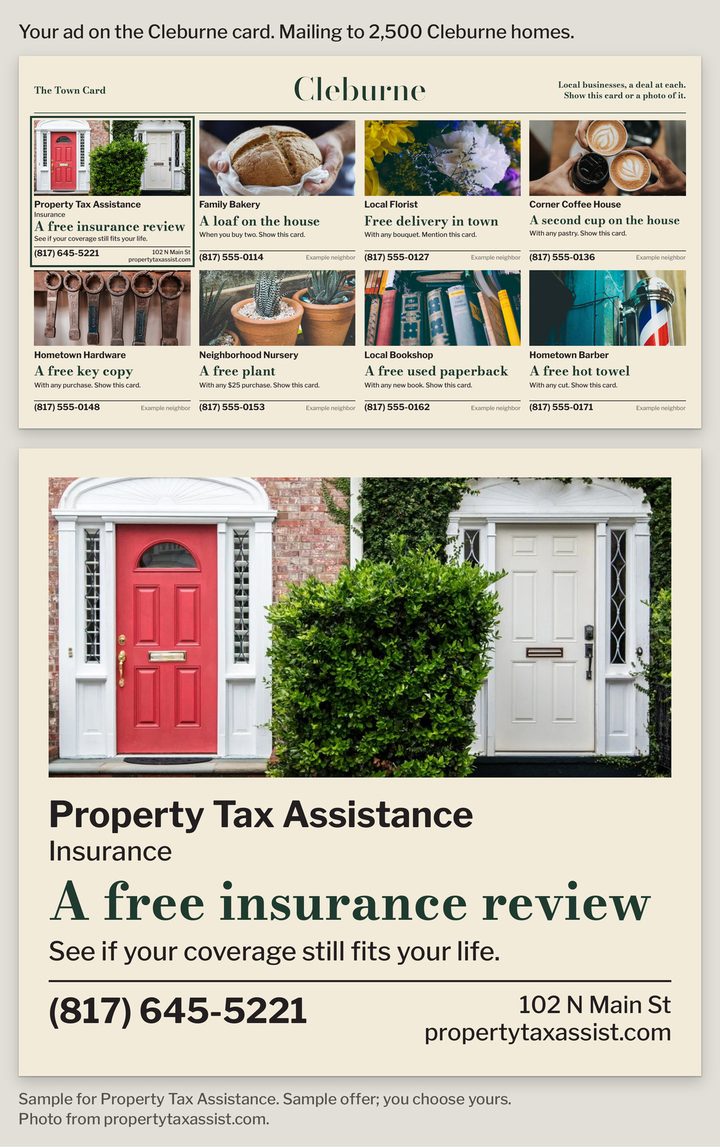 Your ad on the Cleburne card. Mailing to 2,500 Cleburne homes.
The Town Card
Cleburne
Local businesses, a deal at each.
Show this card or a photo of it.
Property Tax Assistance
Insurance
A free insurance review
See if your coverage still fits your life.
(817) 645-5221
102 N Main St
propertytaxassist.com
Family Bakery
A loaf on the house
When you buy two. Show this card.
(817) 555-0114
Example neighbor
Local Florist
Free delivery in town
With any bouquet. Mention this card.
(817) 555-0127
Example neighbor
Corner Coffee House
A second cup on the house
With any pastry. Show this card.
(817) 555-0136
Example neighbor
Hometown Hardware
A free key copy
With any purchase. Show this card.
(817) 555-0148
Example neighbor
Neighborhood Nursery
A free plant
With any $25 purchase. Show this card.
(817) 555-0153
Example neighbor
Local Bookshop
A free used paperback
With any new book. Show this card.
(817) 555-0162
Example neighbor
Hometown Barber
A free hot towel
With any cut. Show this card.
(817) 555-0171
Example neighbor
Property Tax Assistance
Insurance
A free insurance review
See if your coverage still fits your life.
(817) 645-5221
102 N Main St
propertytaxassist.com
Sample for Property Tax Assistance. Sample offer; you choose yours.
Photo from propertytaxassist.com.